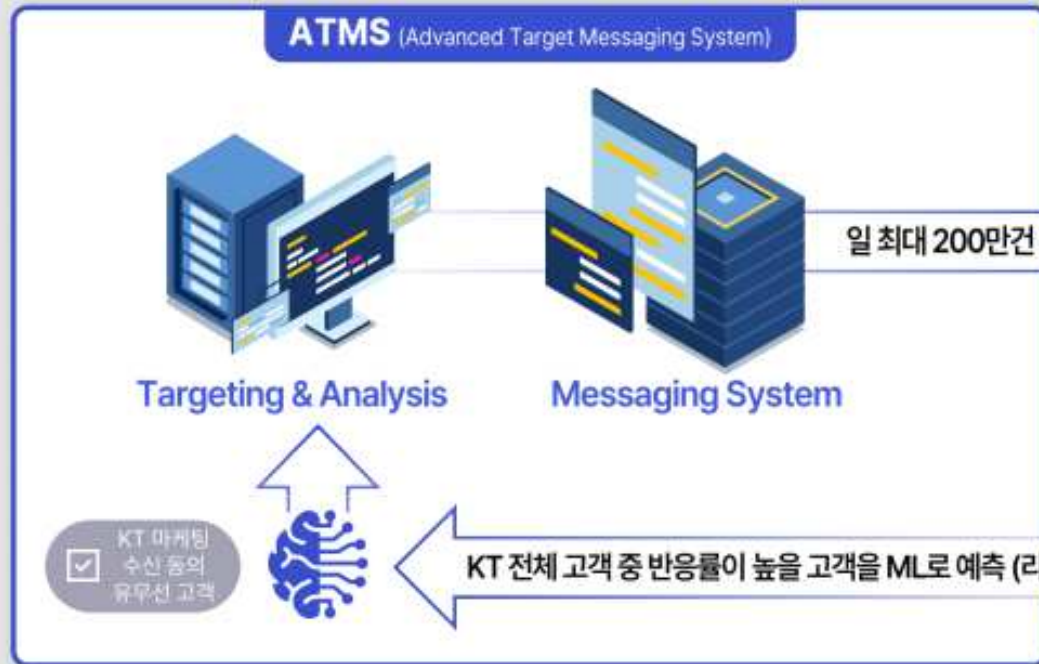 ATMS (Advanced Target Messaging System)
일 최대 200만건
Targeting & Analysis
Messaging System
KT 마케팅
수신 동의
유무선 고객
KT 전체 고객 중 반응률이 높을 고객을 ML로 예측 (리